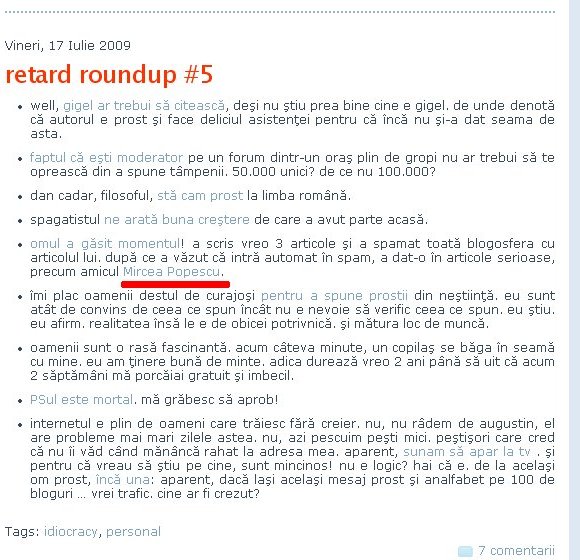 Vineri, 17 Iulie 2009
retard roundup #5
well, gigel ar trebui să citească, deşi nu ştiu prea bine cine e gigel. de unde denotă
că autorul e prost şi face deliciul asistenţei pentru că încă nu şi-a dat seama de
asta.
faptul că eşti moderator pe un forum dintr-un oraş plin de gropi nu ar trebui să te
oprească din a spune tâmpenii. 50.000 unici? de ce nu 100.000?
dan cadar, filosoful, stă cam prost la limba română.
spagatistul ne arată buna creştere de care a avut parte acasă.
omul a găsit momentul! a scris vreo 3 articole şi a spamat toată blogosfera cu
articolul lui. după ce a văzut că intră automat în spam, a dat-o în articole serioase,
precum amicul Mircea Popescu.
îmi plac oamenii destul de curajoşi pentru a spune prostii din neştiinţă. eu sunt
atât de convins de ceea ce spun încât nu e nevoie să verific ceea ce spun. eu ştiu.
eu afirm. realitatea însă le e de obicei potrivnică. şi mătura loc de muncă.
oamenii sunt o rasă fascinantă. acum câteva minute, un copilaş se băga în seamă
cu mine. eu am ţinere bună de minte. adica durează vreo 2 ani până să uit că acum
2 săptămâni mă porcăiai gratuit şi imbecil.
PSul este mortal. mă grăbesc să aprob!
internetul e plin de oameni care trăiesc fără creier. nu, nu râdem de augustin, el
are probleme mai mari zilele astea. nu, azi pescuim peşti mici. peştişori care cred
că nu îi văd când mănâncă rahat la adresa mea. aparent, sunam să apar la tv . şi
pentru că vreau să ştiu pe cine, sunt mincinos! nu e logic? hai că e. de la acelaşi
om prost, încă una: aparent, dacă laşi acelaşi mesaj prost şi analfabet pe 100 de
bloguri ... vrei trafic. cine ar fi crezut?
Tags: idiocracy, personal
7 comentarii